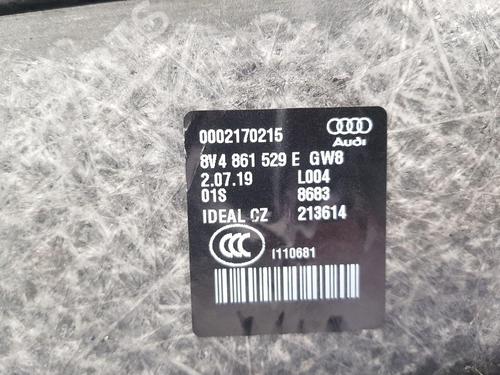 0002170215
Audi
8V4 861 529 E GW8
2.07.19 L004
01S 8683
IDEAL CZ 213614
CCC
I110681